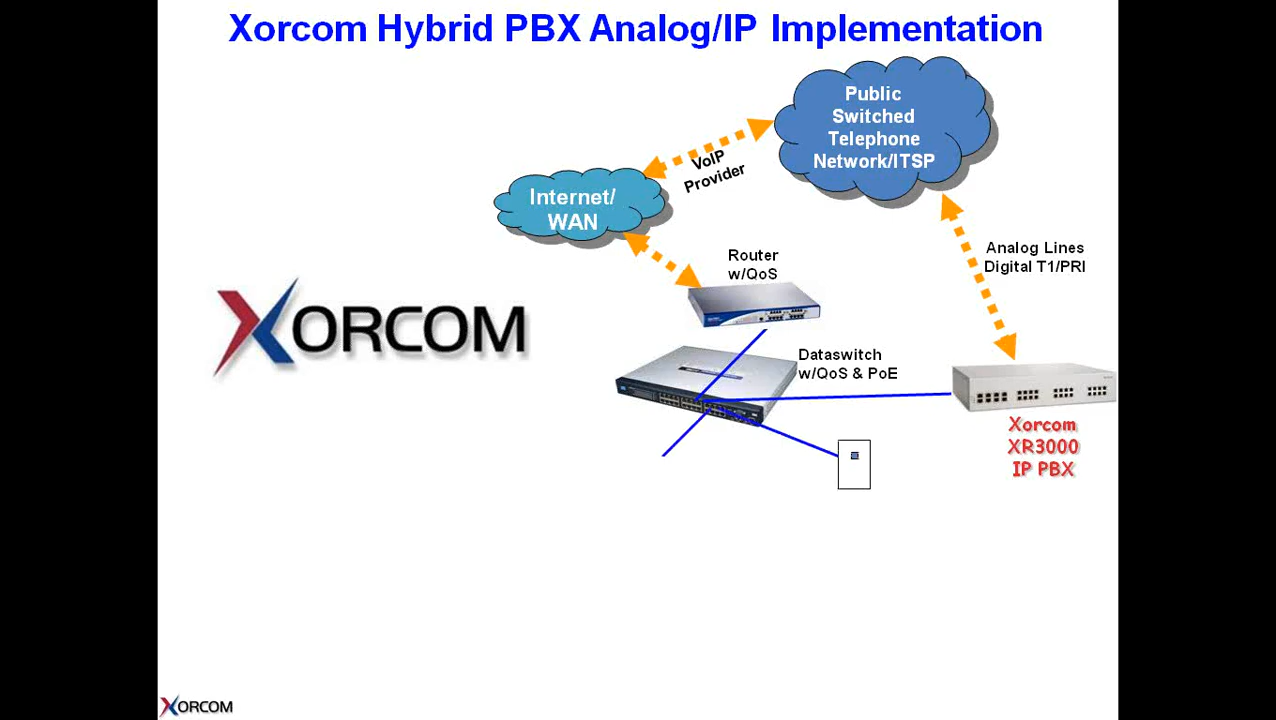 Xorcom Hybrid PBX Analog/IP Implementation
Public
Switched
Telephone
Network/ITSP
VoIP
Provider
Internet/
WAN
Analog Lines
Digital T1/PRI
Router
w/QoS
XORCOM
Dataswitch
w/QoS & PoE
Xorcom
XR3000
IP PBX
XORCOM